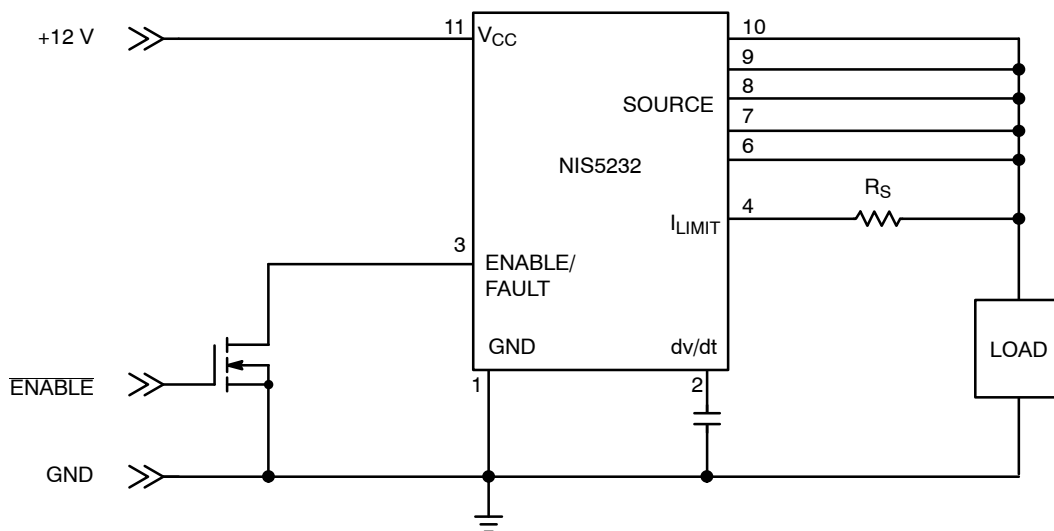 +12 V
11
V_CC
10
9
8
SOURCE
7
6
NIS5232
R_S
4
I_LIMIT
3
ENABLE/
FAULT
GND
dv/dt
LOAD
ENABLE
1
2
GND